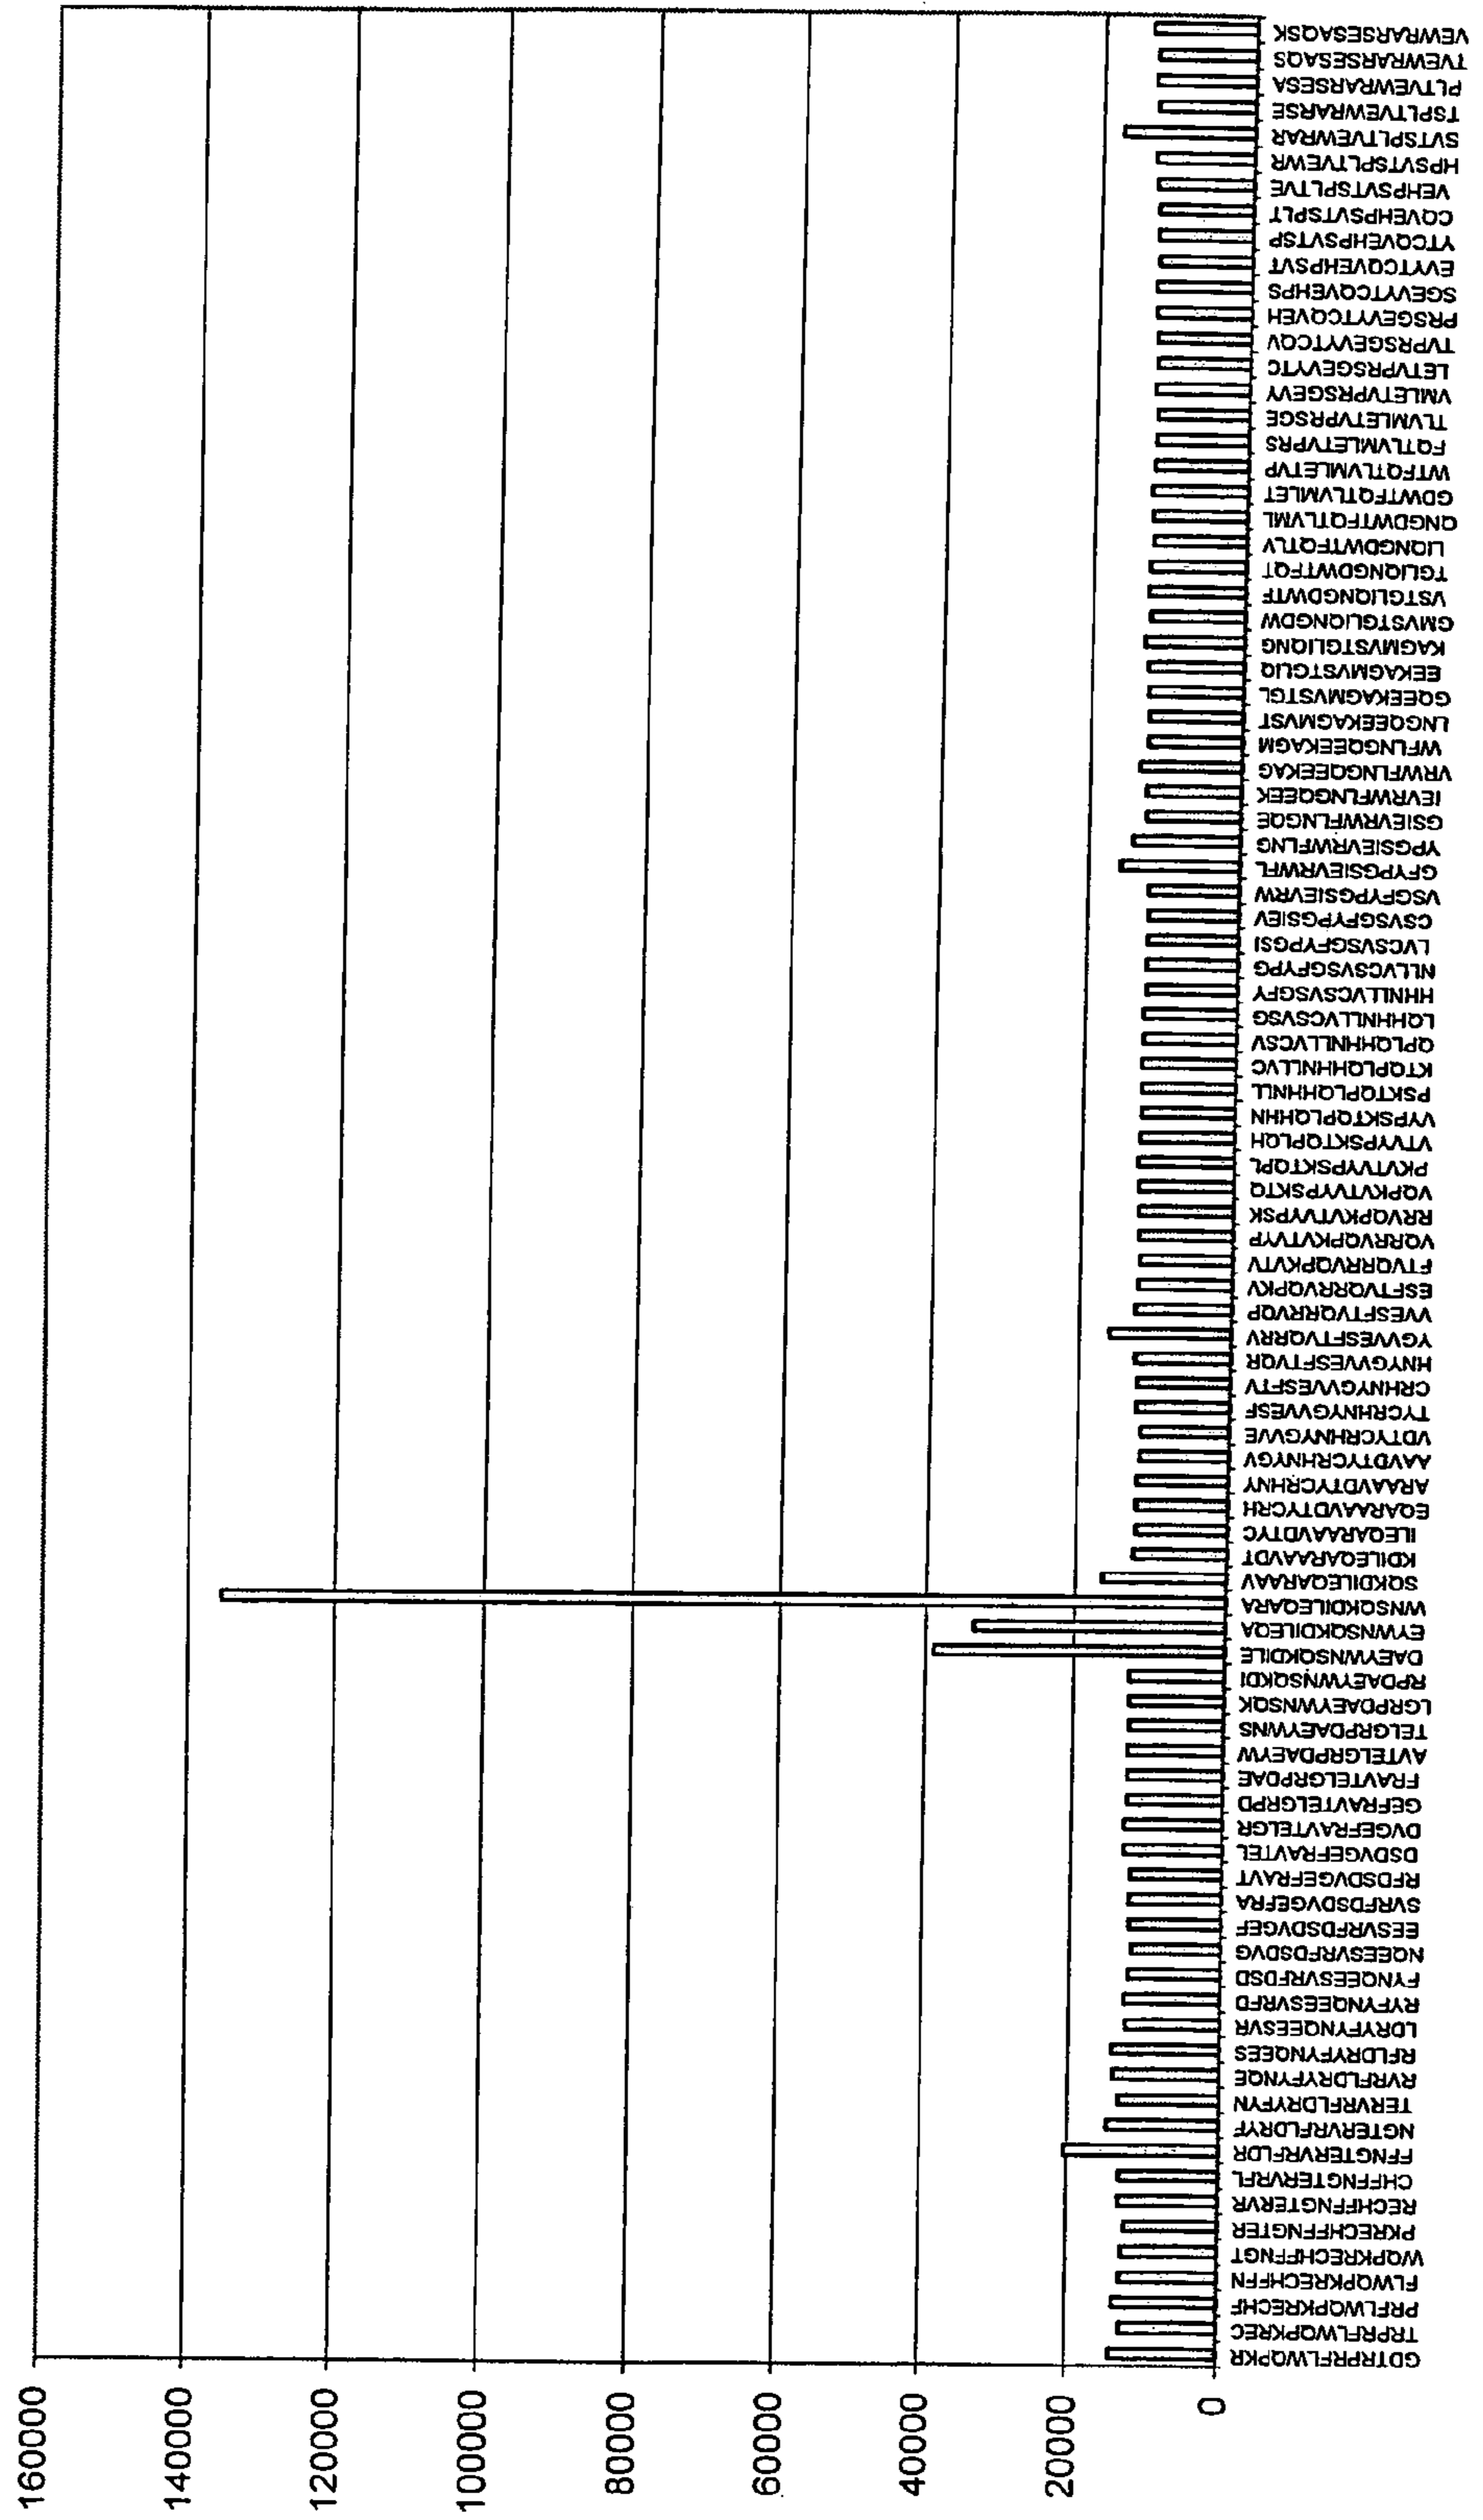 160000
140000
120000
100000
80000
60000
40000
20000
0
GDTRPRFLWQPKR
TRPRFLWQPKREC
PRFLWQPKRECHF
FLWQPKRECHFFN
WQPKRECHFFNGT
PKRECHFFNGTER
RECHFFNGTERVR
CHFFNGTERVRFL
FFNGTERVRFLDR
NGTERVRFLDRYF
TERVRFLDRYFYN
RVRFLDRYFYNQE
RFLDRYFYNQEES
LDRYFYNQEESVR
RYFYNQEESVRFD
FYNQEESVRFDSD
NQEESVRFDSDVG
EESVRFDSDVGEF
SVRFDSDVGEFRA
RFDSDVGEFRAVT
DSDVGEFRAVTEL
DVGEFRAVTELGR
GEFRAVTELGRPD
FRAVTELGRPDAE
AVTELGRPDAEYW
TELGRPDAEYWNS
LGRPDAEYWNSQK
RPDAEYWNSQKDI
DAEYWNSQKDILE
EYWNSQKDILEQA
WNSQKDILEQARA
SQKDILEQARAAV
KDILEQARAAVDT
ILEQARAAVDTYC
EQARAAVDTYCRH
ARAAVDTYCRHNY
AAVDTYCRHNYGV
VDTYCRHNYGVVE
TYCRHNYGVVESF
CRHNYGVVESFTV
HNYGVVESFTVQR
YGVVESFTVQRRV
VVESFTVQRRVQP
ESFTVQRRVQPKV
FTVQRRVQPKVTV
VQRRVQPKVTVYP
RRVQPKVTVYPSK
VQPKVTVYPSKTQ
PKVTVYPSKTQPL
VTVYPSKTQPLQH
VYPSKTQPLQHHN
PSKTQPLQHHNLL
KTQPLQHHNLLVC
QPLQHHNLLVCSV
LQHHNLLVCSVSG
HHNLLVCSVSGFY
NLLVCSVSGFYPG
LVCSVSGFYPGSI
CSVSGFYPGSIEV
VSGFYPGSIEVRW
GFYPGSIEVRWFL
YPGSIEVRWFLNG
GSIEVRWFLNGQE
IEVRWFLNGQEEK
VRWFLNGQEEKAG
WFLNGQEEKAGM
LNGQEEKAGMVST
GQEEKAGMVSTGL
EEKAGMVSTGLIQ
KAGMVSTGLIQNG
GMVSTGLIQNGDW
VSTGLIQNGDWTF
TGLIQNGDWTFQT
LIQNGDWTFQTLV
QNGDWTFQTLVML
GDWTFQTLVMLET
WTFQTLVMLETVP
FQTLVMLETVPRS
TLVMLETVPRSGE
VMLETVPRSGEVY
LETVPRSGEVYTC
TVPRSGEVYTCQV
PRSGEVYTCQVEH
SGEVYTCQVEHPS
EVYTCQVEHPSVT
YTCQVEHPSVTSP
CQVEHPSVTSPLT
VEHPSVTSPLTVE
HPSVTSPLTVEWR
SVTSPLTVEWRAR
TSPLTVEWRARSE
PLTVEWRARSESA
TVEWRARSESAQS
VEWRARSESAQSK